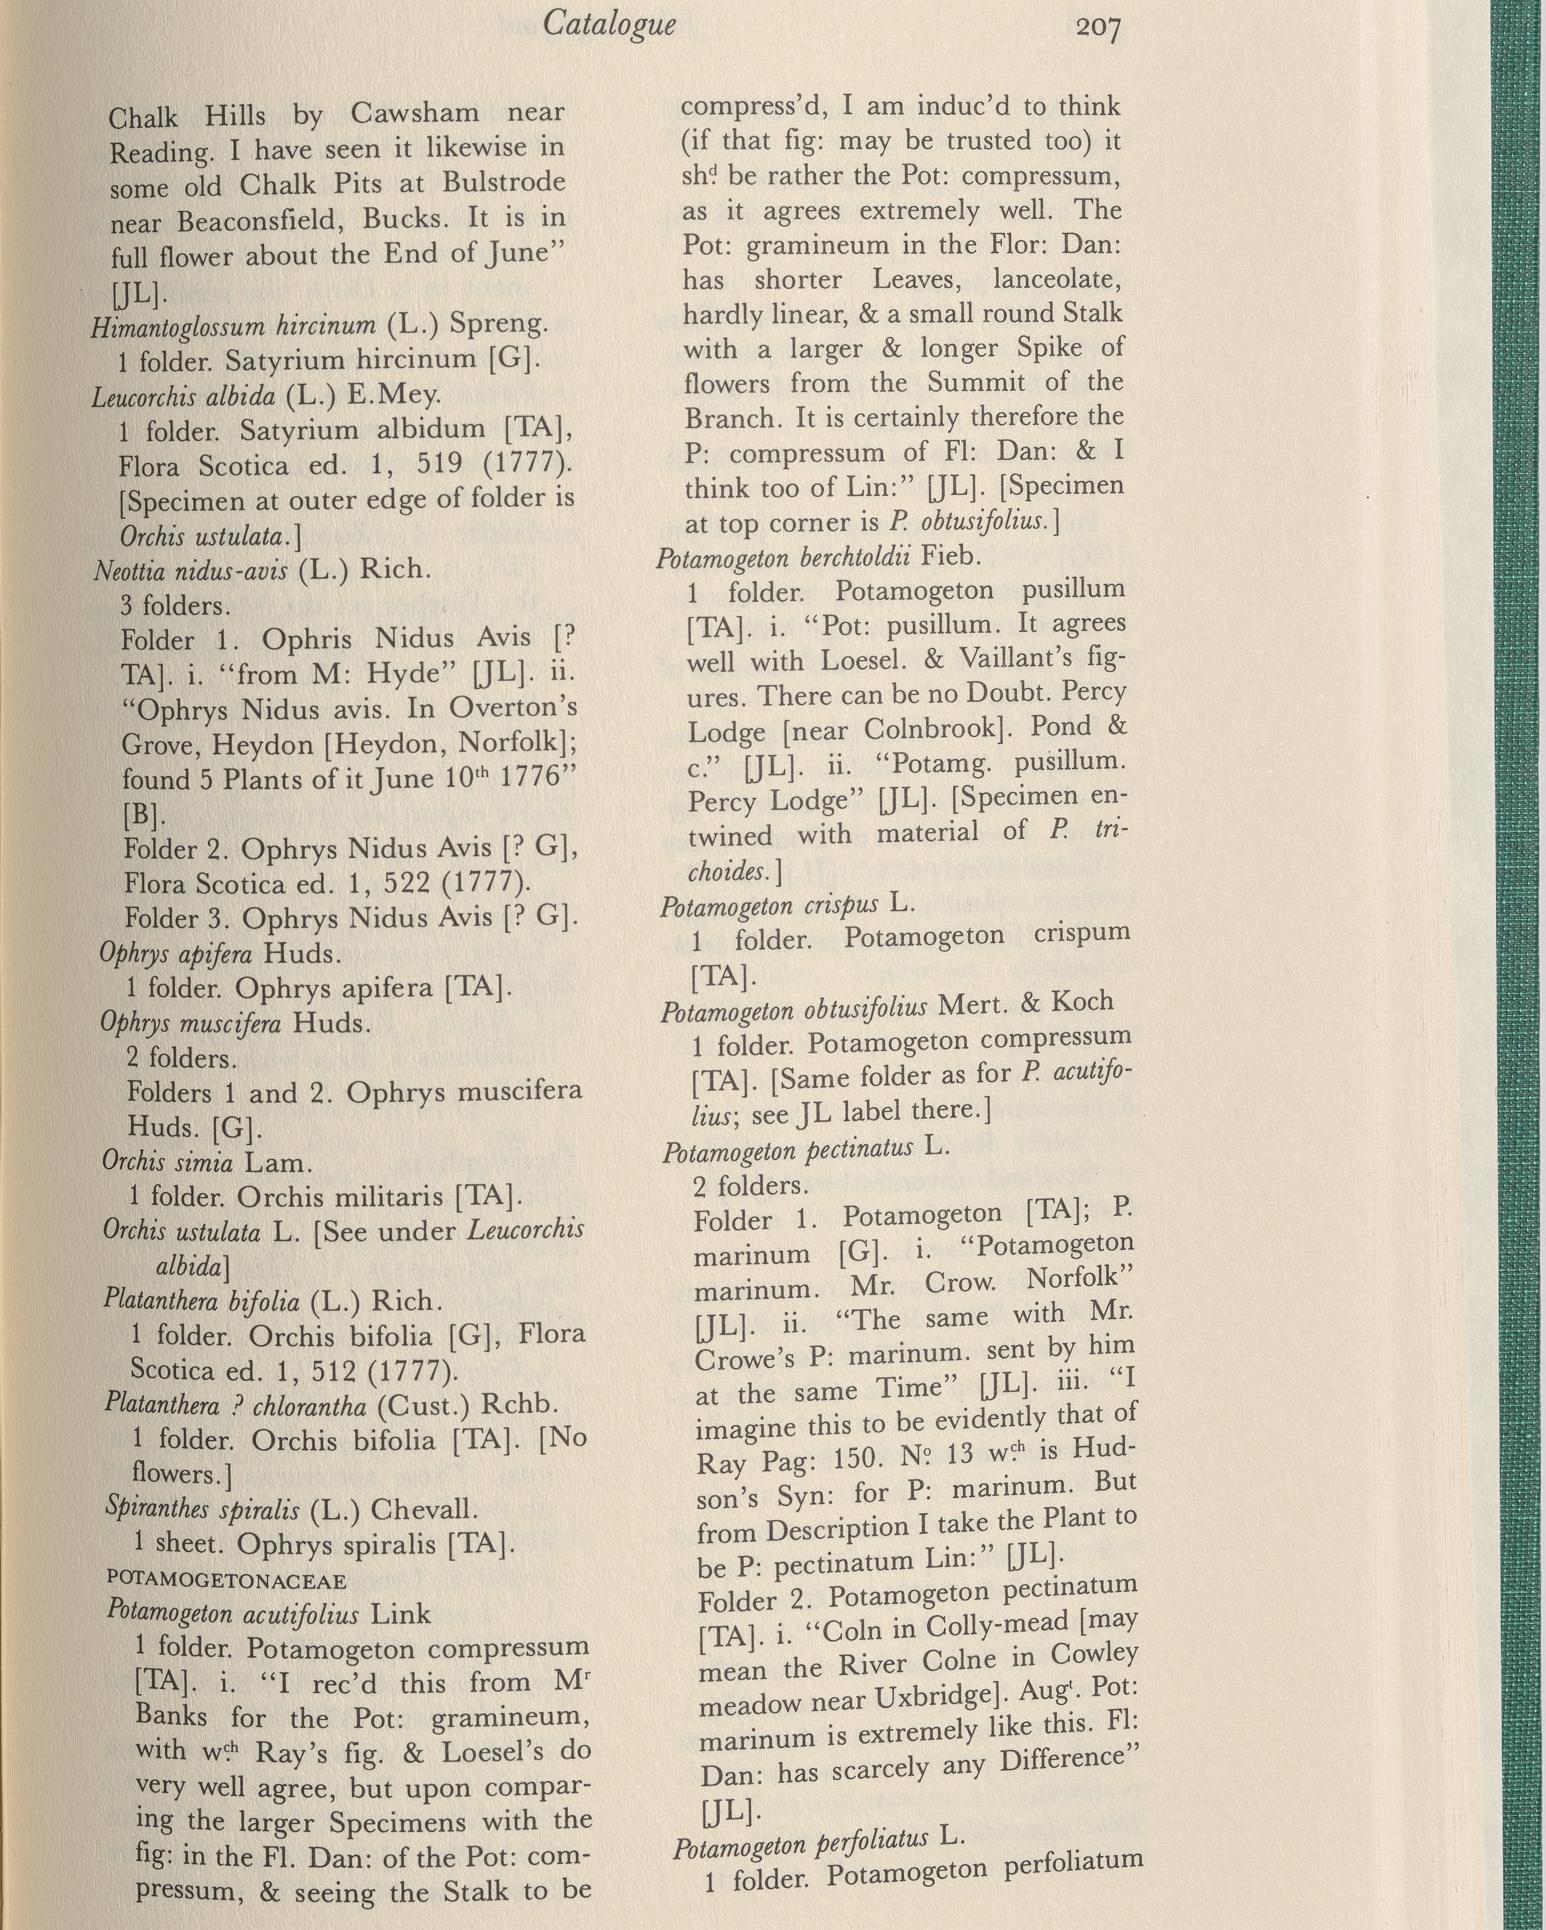 Catalogue 207
Chalk Hills by Cawsham near
Reading. I have seen it likewise in
some old Chalk Pits at Bulstrode
near Beaconsfield, Bucks. It is in
full flower about the End of June”
[JL].
Himantoglossum hircinum (L.) Spreng.
1 folder. Satyrium hircinum [G].
Leucorchis albida (L.) E.Mey.
1 folder. Satyrium albidum [TA],
Flora Scotica ed. 1, 519 (1777).
[Specimen at outer edge of folder is
Orchis ustulata.]
Neottia nidus-avis (L.) Rich.
3 folders.
Folder 1. Ophris Nidus Avis [?
TA]. i. “from M: Hyde” [JL]. ii.
“Ophrys Nidus avis. In Overton’s
Grove, Heydon [Heydon, Norfolk];
found 5 Plants of it June 10th 1776”
[B].
Folder 2. Ophrys Nidus Avis [? G],
Flora Scotica ed. 1, 522 (1777).
Folder 3. Ophrys Nidus Avis [? G].
Ophrys apifera Huds.
1 folder. Ophrys apifera [TA].
Ophrys muscifera Huds.
2 folders.
Folders 1 and 2. Ophrys muscifera
Huds. [G].
Orchis simia Lam.
1 folder. Orchis militaris [TA].
Orchis ustulata L. [See under Leucorchis
albida]
Platanthera bifolia (L.) Rich.
1 folder. Orchis bifolia [G], Flora
Scotica ed. 1, 512 (1777).
Platanthera ? chlorantha (Cust.) Rchb.
1 folder. Orchis bifolia [TA]. [No
flowers.]
Spiranthes spiralis (L.) Chevall.
1 sheet. Ophrys spiralis [TA].
POTAMOGETONACEAE
Potamogeton acutifolius Link
1 folder. Potamogeton compressum
[TA]. i. “I rec’d this from Mr
Banks for the Pot: gramineum,
with wch Ray’s fig. & Loesel’s do
very well agree, but upon compar-
ing the larger Specimens with the
fig: in the Fl. Dan: of the Pot: com-
pressum, & seeing the Stalk to be
compress’d, I am induc’d to think
(if that fig: may be trusted too) it
shd be rather the Pot: compressum,
as it agrees extremely well. The
Pot: gramineum in the Flor: Dan:
has shorter Leaves, lanceolate,
hardly linear, & a small round Stalk
with a larger & longer Spike of
flowers from the Summit of the
Branch. It is certainly therefore the
P: compressum of Fl: Dan: & I
think too of Lin:” [JL]. [Specimen
at top corner is P. obtusifolius.]
Potamogeton berchtoldii Fieb.
1 folder. Potamogeton pusillum
[TA]. i. “Pot: pusillum. It agrees
well with Loesel. & Vaillant’s fig-
ures. There can be no Doubt. Percy
Lodge [near Colnbrook]. Pond &
c.” [JL]. ii. “Potamg. pusillum.
Percy Lodge” [JL]. [Specimen en-
twined with material of P. tri-
choides.]
Potamogeton crispus L.
1 folder. Potamogeton crispum
[TA].
Potamogeton obtusifolius Mert. & Koch
1 folder. Potamogeton compressum
[TA]. [Same folder as for P. acutifo-
lius; see JL label there.]
Potamogeton pectinatus L.
2 folders.
Folder 1. Potamogeton [TA]; P.
marinum [G]. i. “Potamogeton
marinum. Mr. Crow. Norfolk”
[JL]. ii. “The same with Mr.
Crowe’s P: marinum. sent by him
at the same Time” [JL]. iii. “I
imagine this to be evidently that of
Ray Pag: 150. No 13 wch is Hud-
son’s Syn: for P: marinum. But
from Description I take the Plant to
be P: pectinatum Lin:” [JL].
Folder 2. Potamogeton pectinatum
[TA]. i. “Coln in Colly-mead [may
mean the River Colne in Cowley
meadow near Uxbridge]. Augt. Pot:
marinum is extremely like this. Fl:
Dan: has scarcely any Difference”
[JL].
Potamogeton perfoliatus L.
1 folder. Potamogeton perfoliatum